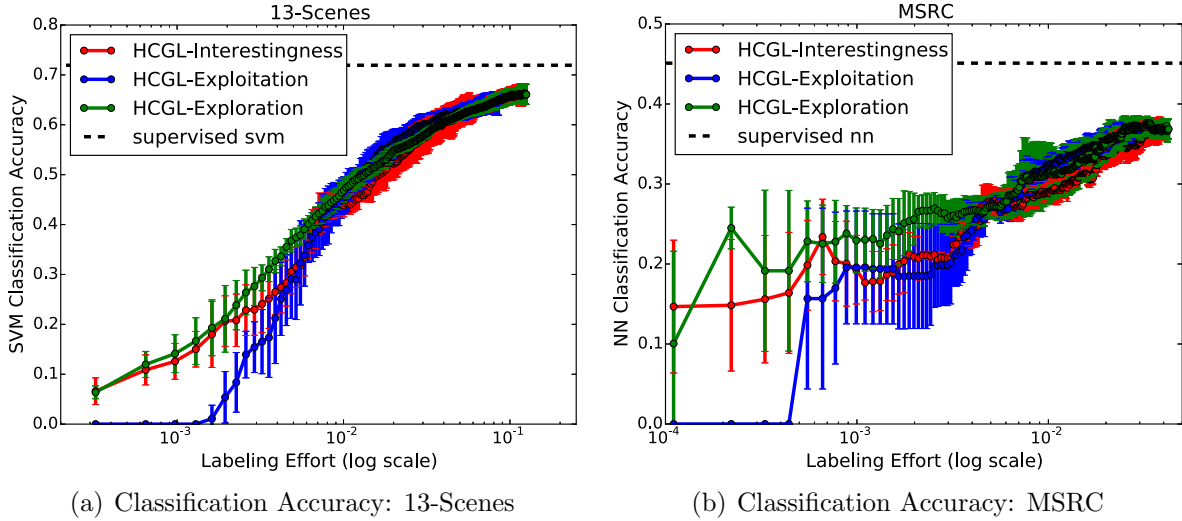 13-Scenes
0.8
0.7
0.6
0.5
0.4
0.3
0.2
0.1
0.0
SVM Classification Accuracy
HCGL-Interestingness
HCGL-Exploitation
HCGL-Exploration
supervised svm
10⁻³ 10⁻² 10⁻¹
Labeling Effort (log scale)
(a) Classification Accuracy: 13-Scenes
MSRC
0.5
0.4
0.3
0.2
0.1
0.0
NN Classification Accuracy
HCGL-Interestingness
HCGL-Exploitation
HCGL-Exploration
supervised nn
10⁻⁴ 10⁻³ 10⁻²
Labeling Effort (log scale)
(b) Classification Accuracy: MSRC